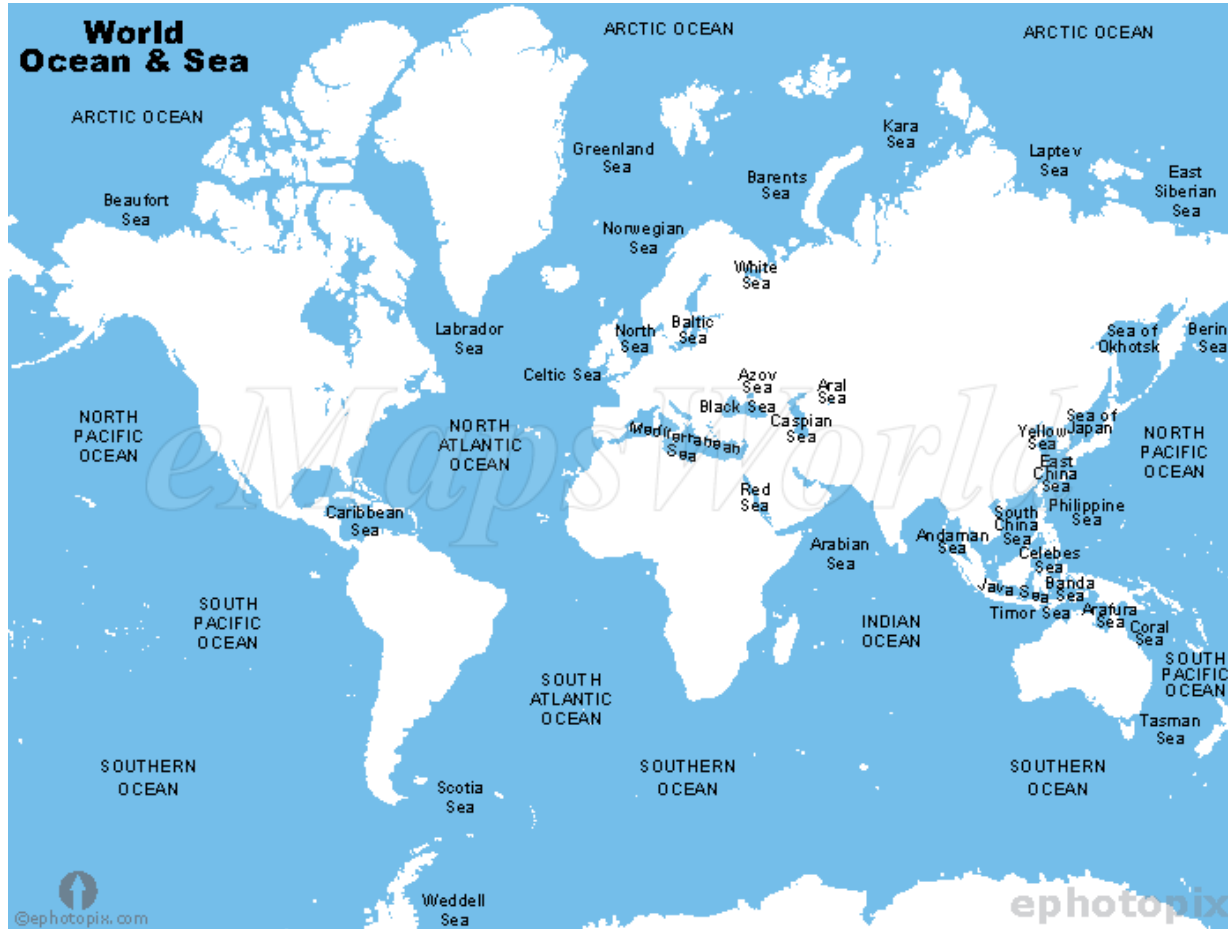 World
Ocean & Sea
ARCTIC OCEAN
ARCTIC OCEAN
ARCTIC OCEAN
Greenland
Sea
Kara
Sea
Laptev
Sea
East
Siberian
Sea
Barents
Sea
Beaufort
Sea
Norwegian
Sea
White
Sea
Labrador
Sea
North
Sea
Baltic
Sea
Sea of
Okhotsk
Berin
Sea
Celtic Sea
Azov
Sea
Aral
Sea
Black Sea
Caspian
Sea
Mediterranean
Sea
NORTH
PACIFIC
OCEAN
NORTH
ATLANTIC
OCEAN
Sea of
Japan
Yellow
Sea
NORTH
PACIFIC
OCEAN
East
China
Sea
eMapsWorld
Red
Sea
Caribbean
Sea
Arabian
Sea
Andaman
Sea
South
China
Sea
Philippine
Sea
Celebes
Sea
Java Sea
Banda
Sea
Timor Sea
Arafura
Sea
Coral
Sea
SOUTH
PACIFIC
OCEAN
INDIAN
OCEAN
SOUTH
ATLANTIC
OCEAN
SOUTH
PACIFIC
OCEAN
Tasman
Sea
SOUTHERN
OCEAN
SOUTHERN
OCEAN
SOUTHERN
OCEAN
Scotia
Sea
Weddell
Sea
©ephotopix.com
ephotopix